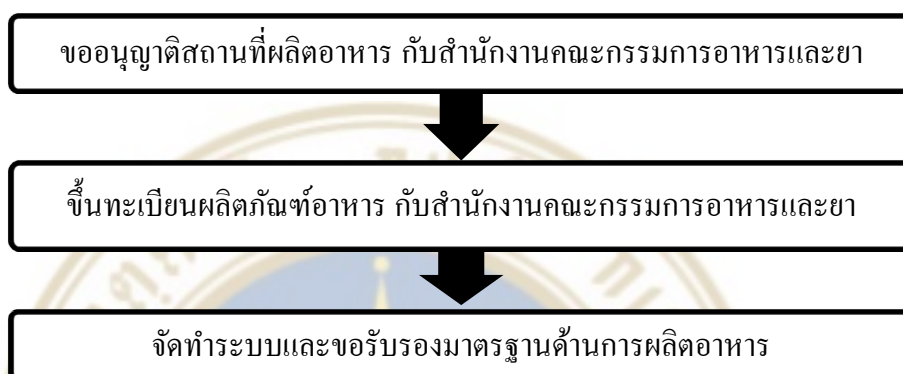 ขออนุญาติสถานที่ผลิตอาหาร กับสำนักงานคณะกรรมการอาหารและยา
ขึ้นทะเบียนผลิตภัณฑ์อาหาร กับสำนักงานคณะกรรมการอาหารและยา
จัดทำระบบและขอรับรองมาตรฐานด้านการผลิตอาหาร